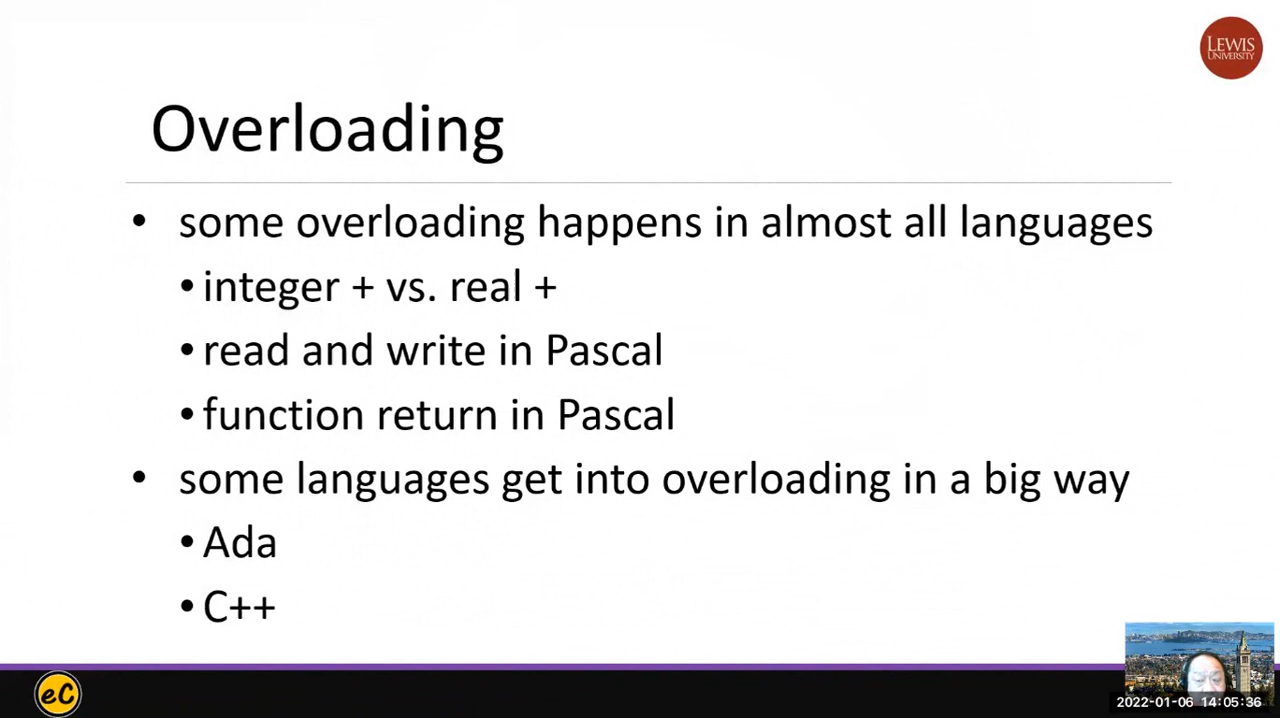 LEWIS
UNIVERSITY
Overloading
• some overloading happens in almost all languages
• integer + vs. real +
• read and write in Pascal
• function return in Pascal
• some languages get into overloading in a big way
• Ada
• C++
eC
2022-01-06 14:05:36